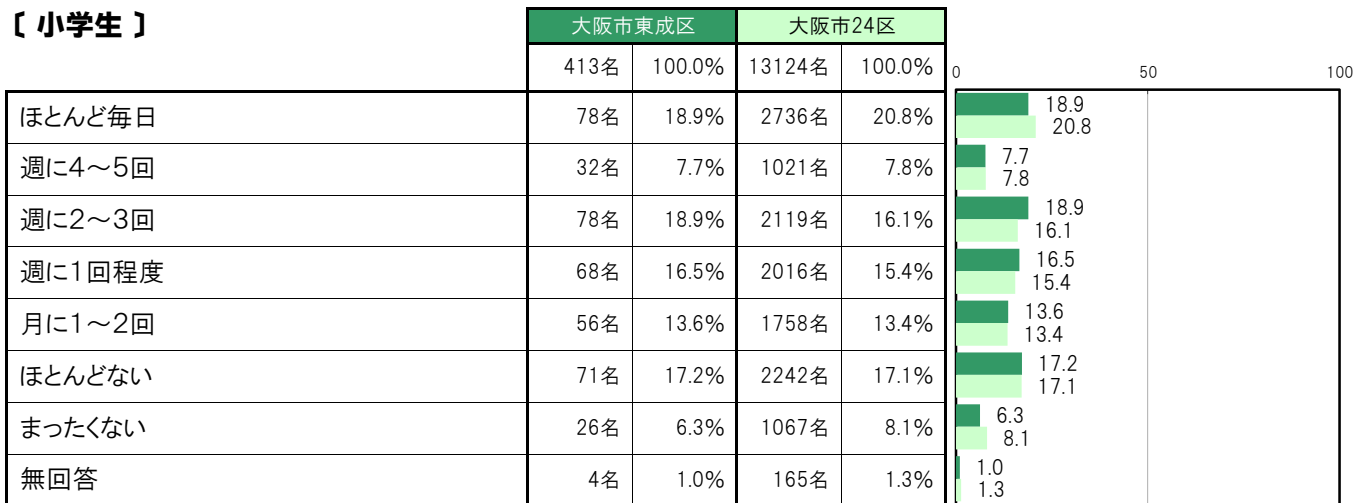 〔 小学生 〕
大阪市東成区 大阪市24区
413名 100.0% 13124名 100.0%
0 50 100
ほとんど毎日 78名 18.9% 2736名 20.8% 18.9
20.8
週に4～5回 32名 7.7% 1021名 7.8% 7.7
7.8
週に2～3回 78名 18.9% 2119名 16.1% 18.9
16.1
週に1回程度 68名 16.5% 2016名 15.4% 16.5
15.4
月に1～2回 56名 13.6% 1758名 13.4% 13.6
13.4
ほとんどない 71名 17.2% 2242名 17.1% 17.2
17.1
まったくない 26名 6.3% 1067名 8.1% 6.3
8.1
無回答 4名 1.0% 165名 1.3% 1.0
1.3